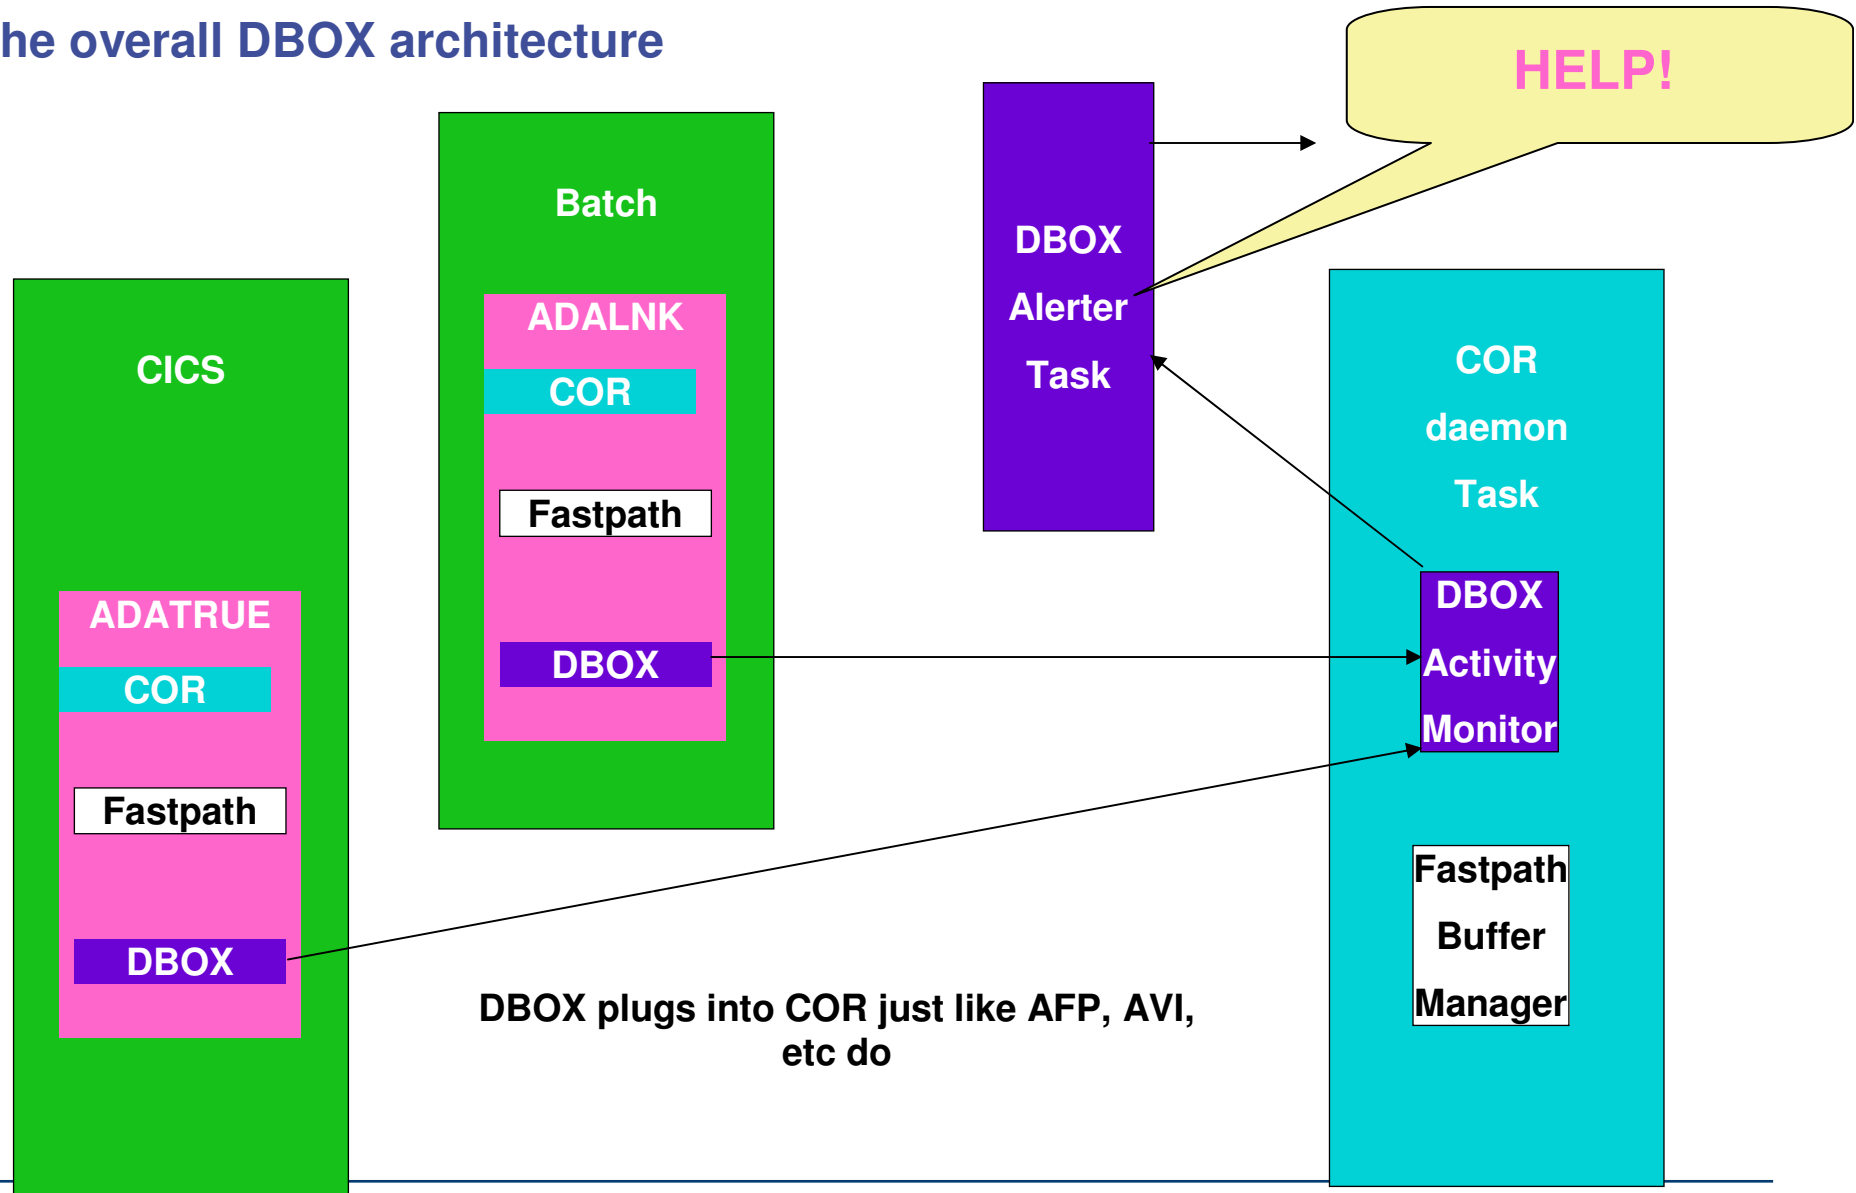 he overall DBOX architecture
HELP!
Batch
DBOX
Alerter
Task
ADALNK
COR
Fastpath
DBOX
CICS
ADATRUE
COR
Fastpath
DBOX
COR
daemon
Task
DBOX
Activity
Monitor
Fastpath
Buffer
Manager
DBOX plugs into COR just like AFP, AVI,
etc do